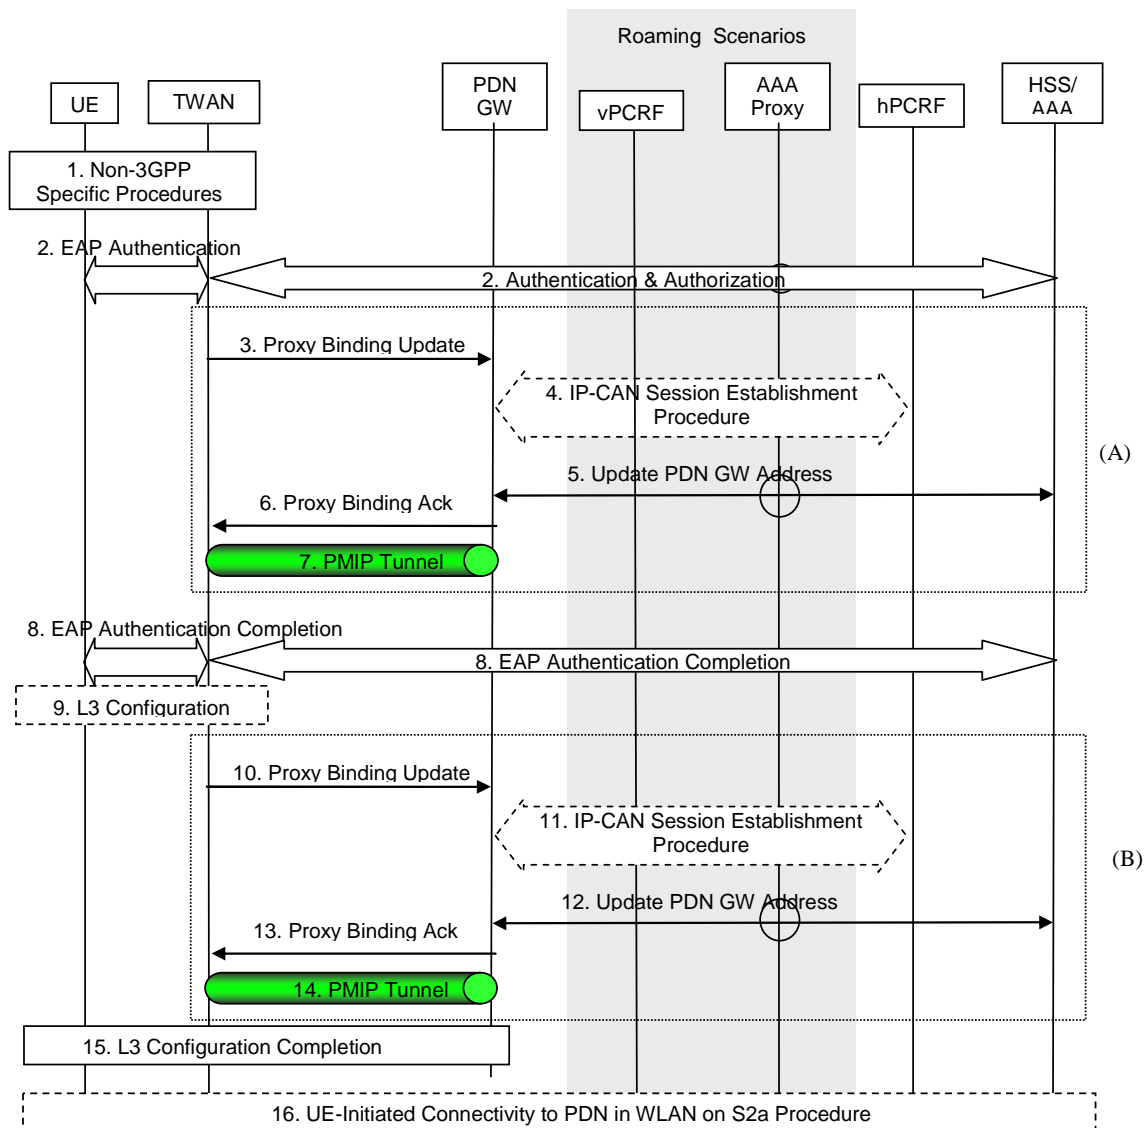 Roaming Scenarios
UE
TWAN
PDN
GW
vPCRF
AAA
Proxy
hPCRF
HSS/
AAA
1. Non-3GPP
Specific Procedures
2. EAP Authentication
2. Authentication & Authorization
3. Proxy Binding Update
4. IP-CAN Session Establishment
Procedure
(A)
5. Update PDN GW Address
6. Proxy Binding Ack
7. PMIP Tunnel
8. EAP Authentication Completion
8. EAP Authentication Completion
9. L3 Configuration
10. Proxy Binding Update
11. IP-CAN Session Establishment
Procedure
(B)
12. Update PDN GW Address
13. Proxy Binding Ack
14. PMIP Tunnel
15. L3 Configuration Completion
16. UE-Initiated Connectivity to PDN in WLAN on S2a Procedure